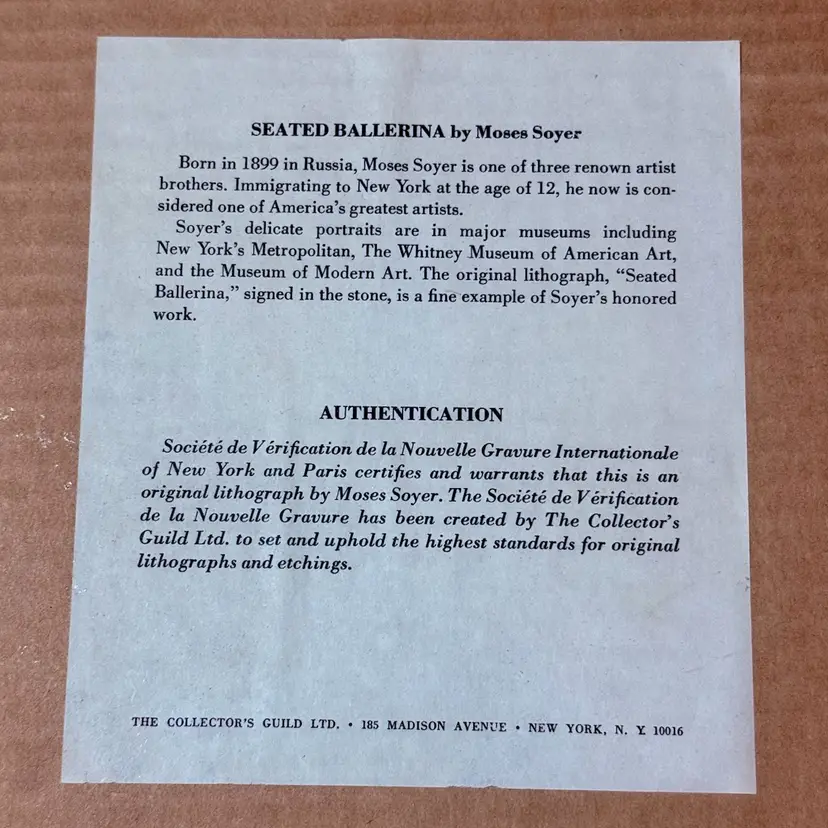 SEATED BALLERINA by Moses Soyer
Born in 1899 in Russia, Moses Soyer is one of three renown artist
brothers. Immigrating to New York at the age of 12, he now is con-
sidered one of America's greatest artists.
Soyer's delicate portraits are in major museums including
New York's Metropolitan, The Whitney Museum of American Art,
and the Museum of Modern Art. The original lithograph, “Seated
Ballerina,” signed in the stone, is a fine example of Soyer's honored
work.
AUTHENTICATION
Société de Vérification de la Nouvelle Gravure Internationale
of New York and Paris certifies and warrants that this is an
original lithograph by Moses Soyer. The Société de Vérification
de la Nouvelle Gravure has been created by The Collector's
Guild Ltd. to set and uphold the highest standards for original
lithographs and etchings.
THE COLLECTOR'S GUILD LTD. • 185 MADISON AVENUE • NEW YORK, N. Y. 10016